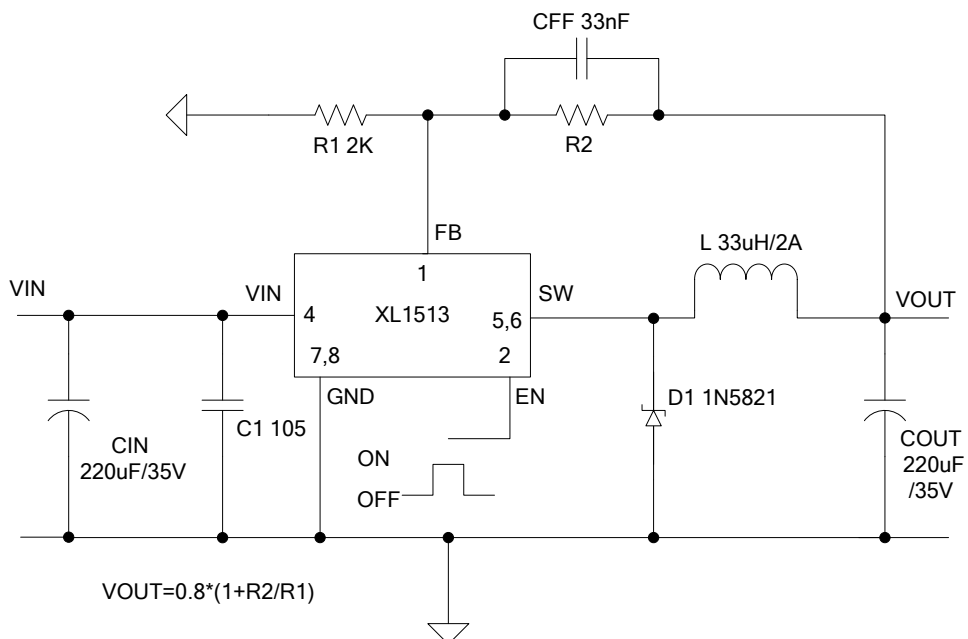 CFF 33nF
R1 2K
R2
FB
L 33uH/2A
1
VIN
VIN
SW
VOUT
4
XL1513
5,6
7,8
2
GND
EN
D1 1N5821
C1 105
CIN
220uF/35V
COUT
220uF
/35V
ON
OFF
VOUT=0.8*(1+R2/R1)